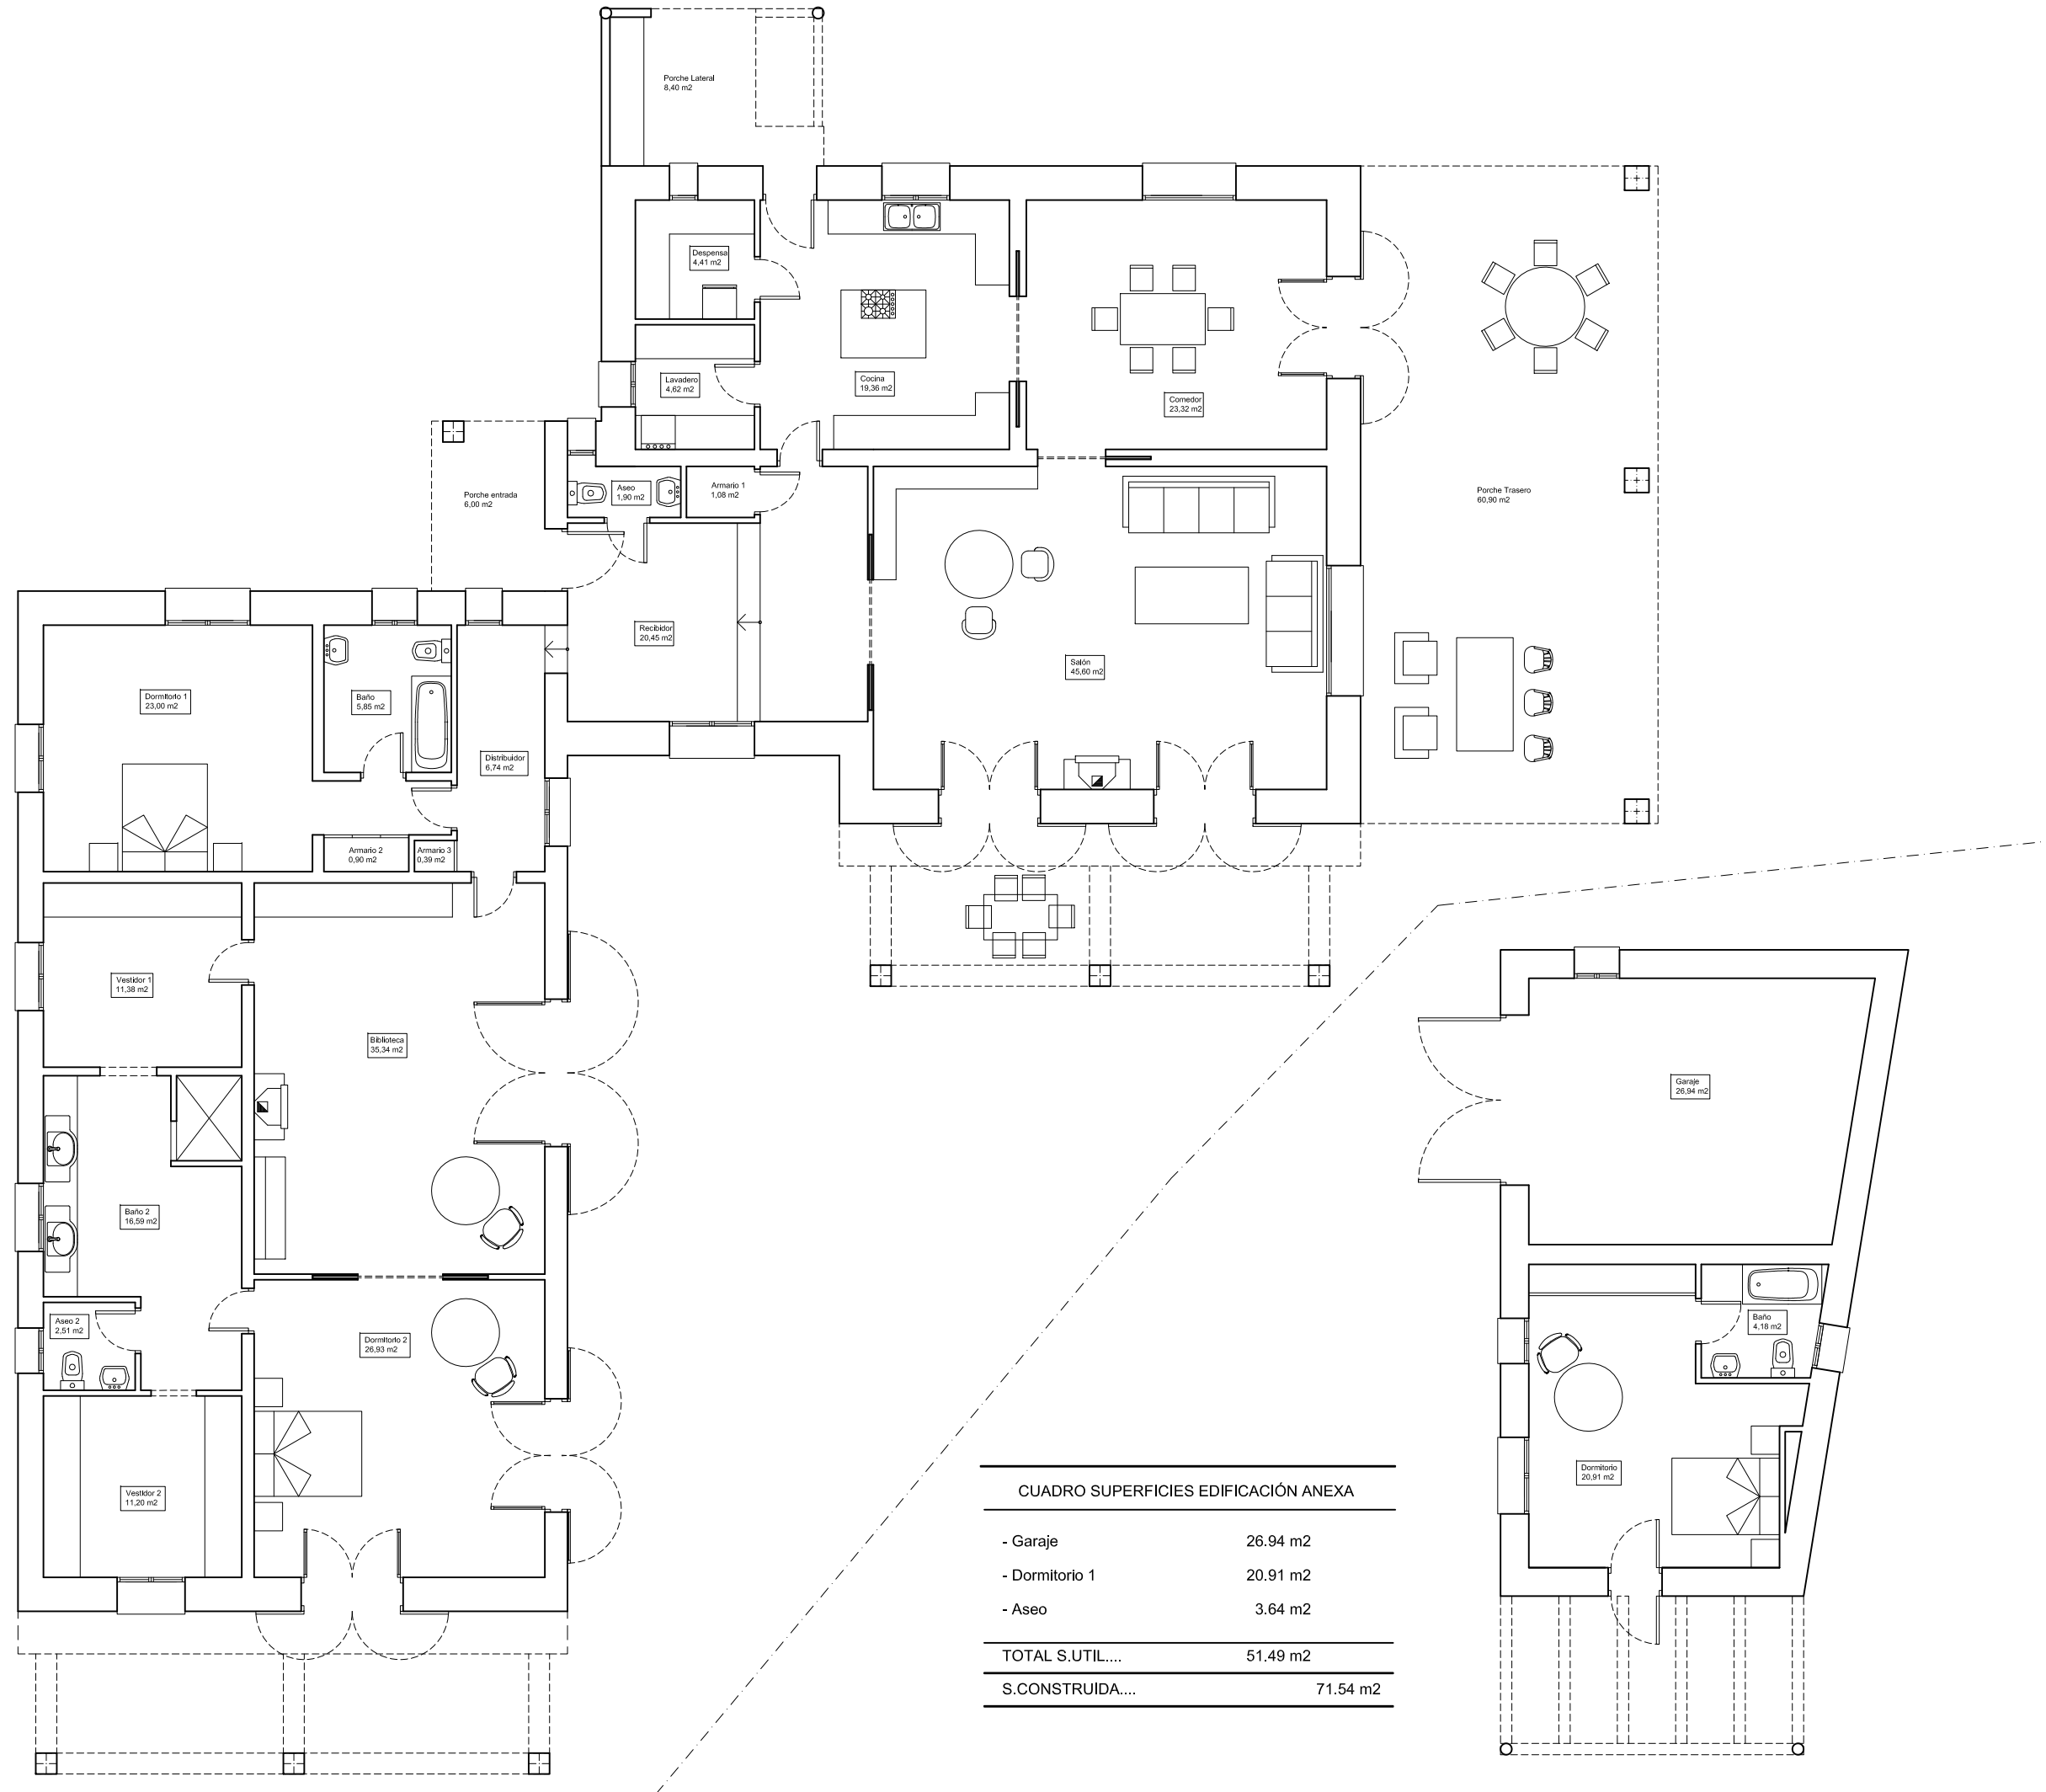 Porche Lateral
8,40 m2
Despensa
4,41 m2
Lavadero
4,62 m2
Cocina
19,36 m2
Comedor
23,32 m2
Porche entrada
6,00 m2
Aseo
1,90 m2
Armario 1
1,08 m2
Porche Trasero
60,90 m2
Recibidor
20,45 m2
Salón
45,60 m2
Dormitorio 1
23,00 m2
Baño
5,85 m2
Distribuidor
6,74 m2
Armario 2
0,90 m2
Armario 3
0,39 m2
Vestidor 1
11,38 m2
Biblioteca
35,34 m2
Garaje
26,94 m2
Baño 2
16,59 m2
Aseo 2
2,51 m2
Dormitorio 2
26,93 m2
Baño
4,18 m2
Vestidor 2
11,20 m2
Dormitorio
20,91 m2
CUADRO SUPERFICIES EDIFICACIÓN ANEXA
- Garaje 26.94 m2
- Dormitorio 1 20.91 m2
- Aseo 3.64 m2
TOTAL S.UTIL.... 51.49 m2
S.CONSTRUIDA.... 71.54 m2